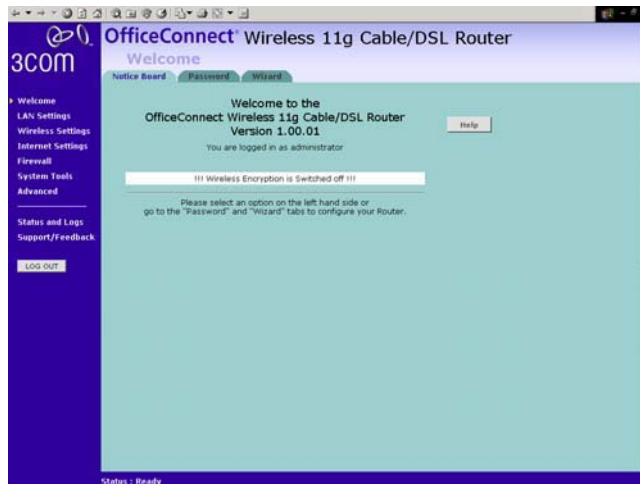 3COM
OfficeConnect® Wireless 11g Cable/DSL Router
Welcome
Notice Board
Password
Wizard
Welcome
LAN Settings
Wireless Settings
Internet Settings
Firewall
System Tools
Advanced
Status and Logs
Support/Feedback
LOG OUT
Welcome to the
OfficeConnect Wireless 11g Cable/DSL Router
Version 1.00.01
You are logged in as administrator
Help
!!! Wireless Encryption is Switched off !!!
Please select an option on the left hand side or
go to the "Password" and "Wizard" tabs to configure your Router.
Status : Ready